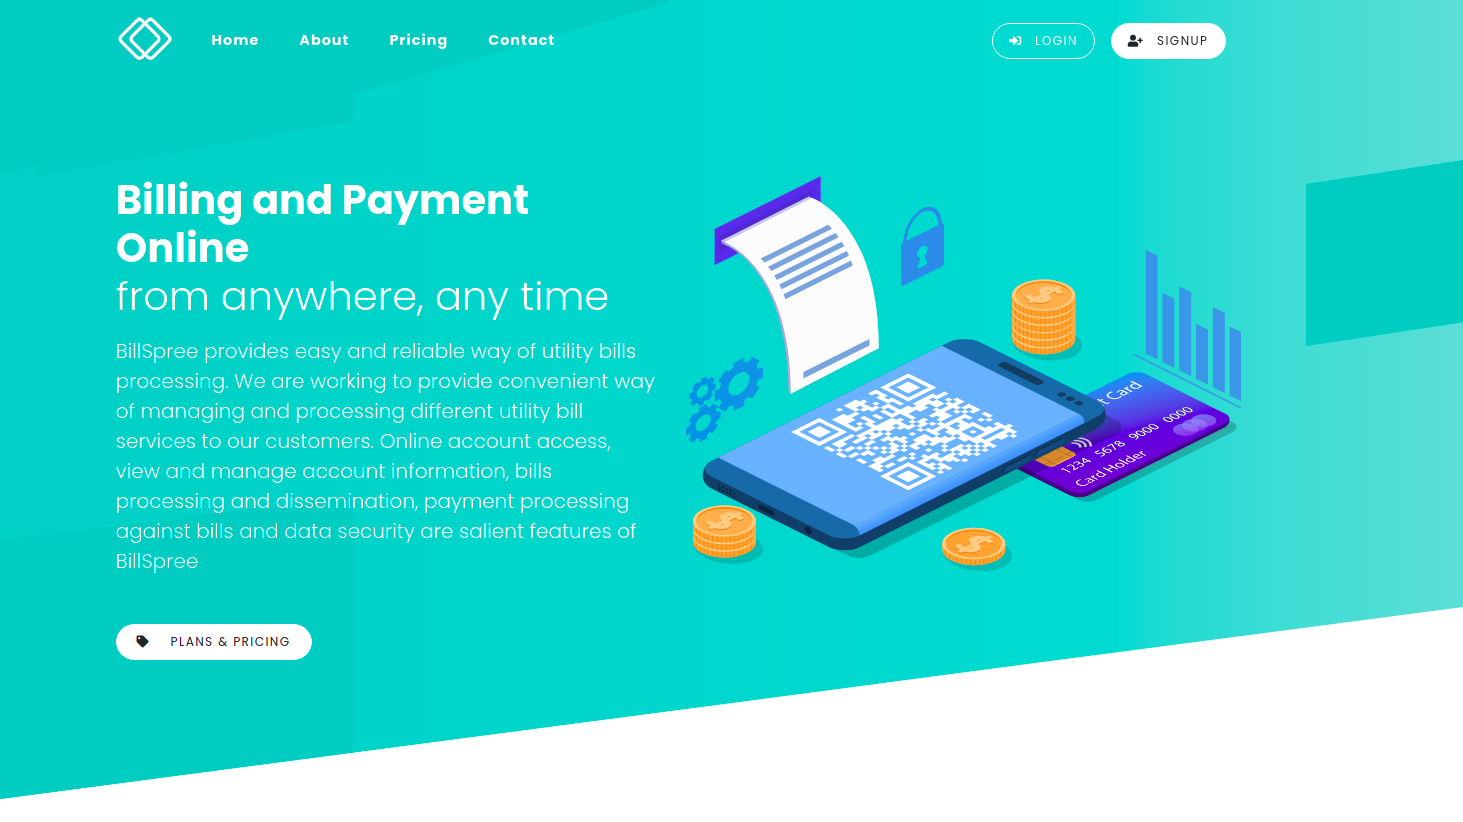 Home About Pricing Contact
LOGIN SIGNUP
Billing and Payment
Online
from anywhere, any time
BillSpree provides easy and reliable way of utility bills
processing. We are working to provide convenient way
of managing and processing different utility bill
services to our customers. Online account access,
view and manage account information, bills
processing and dissemination, payment processing
against bills and data security are salient features of
BillSpree
t Card
1234 5678 9000 0000
Card Holder
PLANS & PRICING